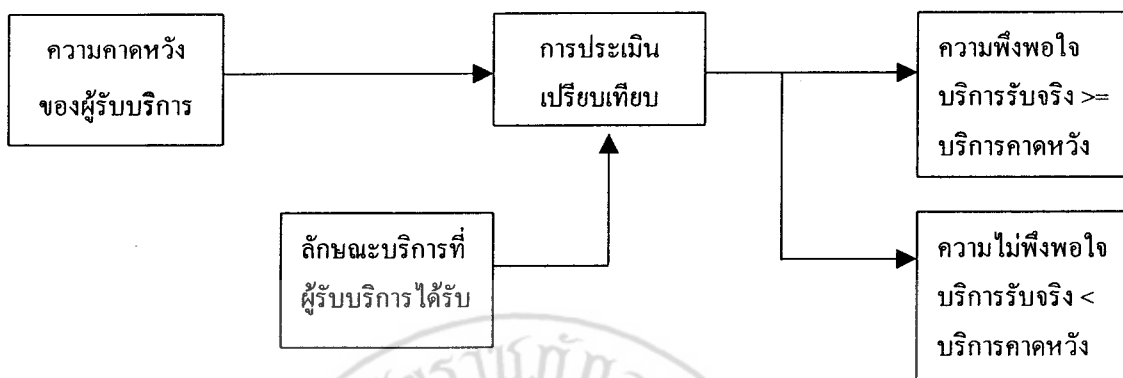 ความคาดหวัง
ของผู้รับบริการ
การประเมิน
เปรียบเทียบ
ความพึงพอใจ
บริการรับจริง >=
บริการคาดหวัง
ลักษณะบริการที่
ผู้รับบริการได้รับ
ความไม่พึงพอใจ
บริการรับจริง <
บริการคาดหวัง